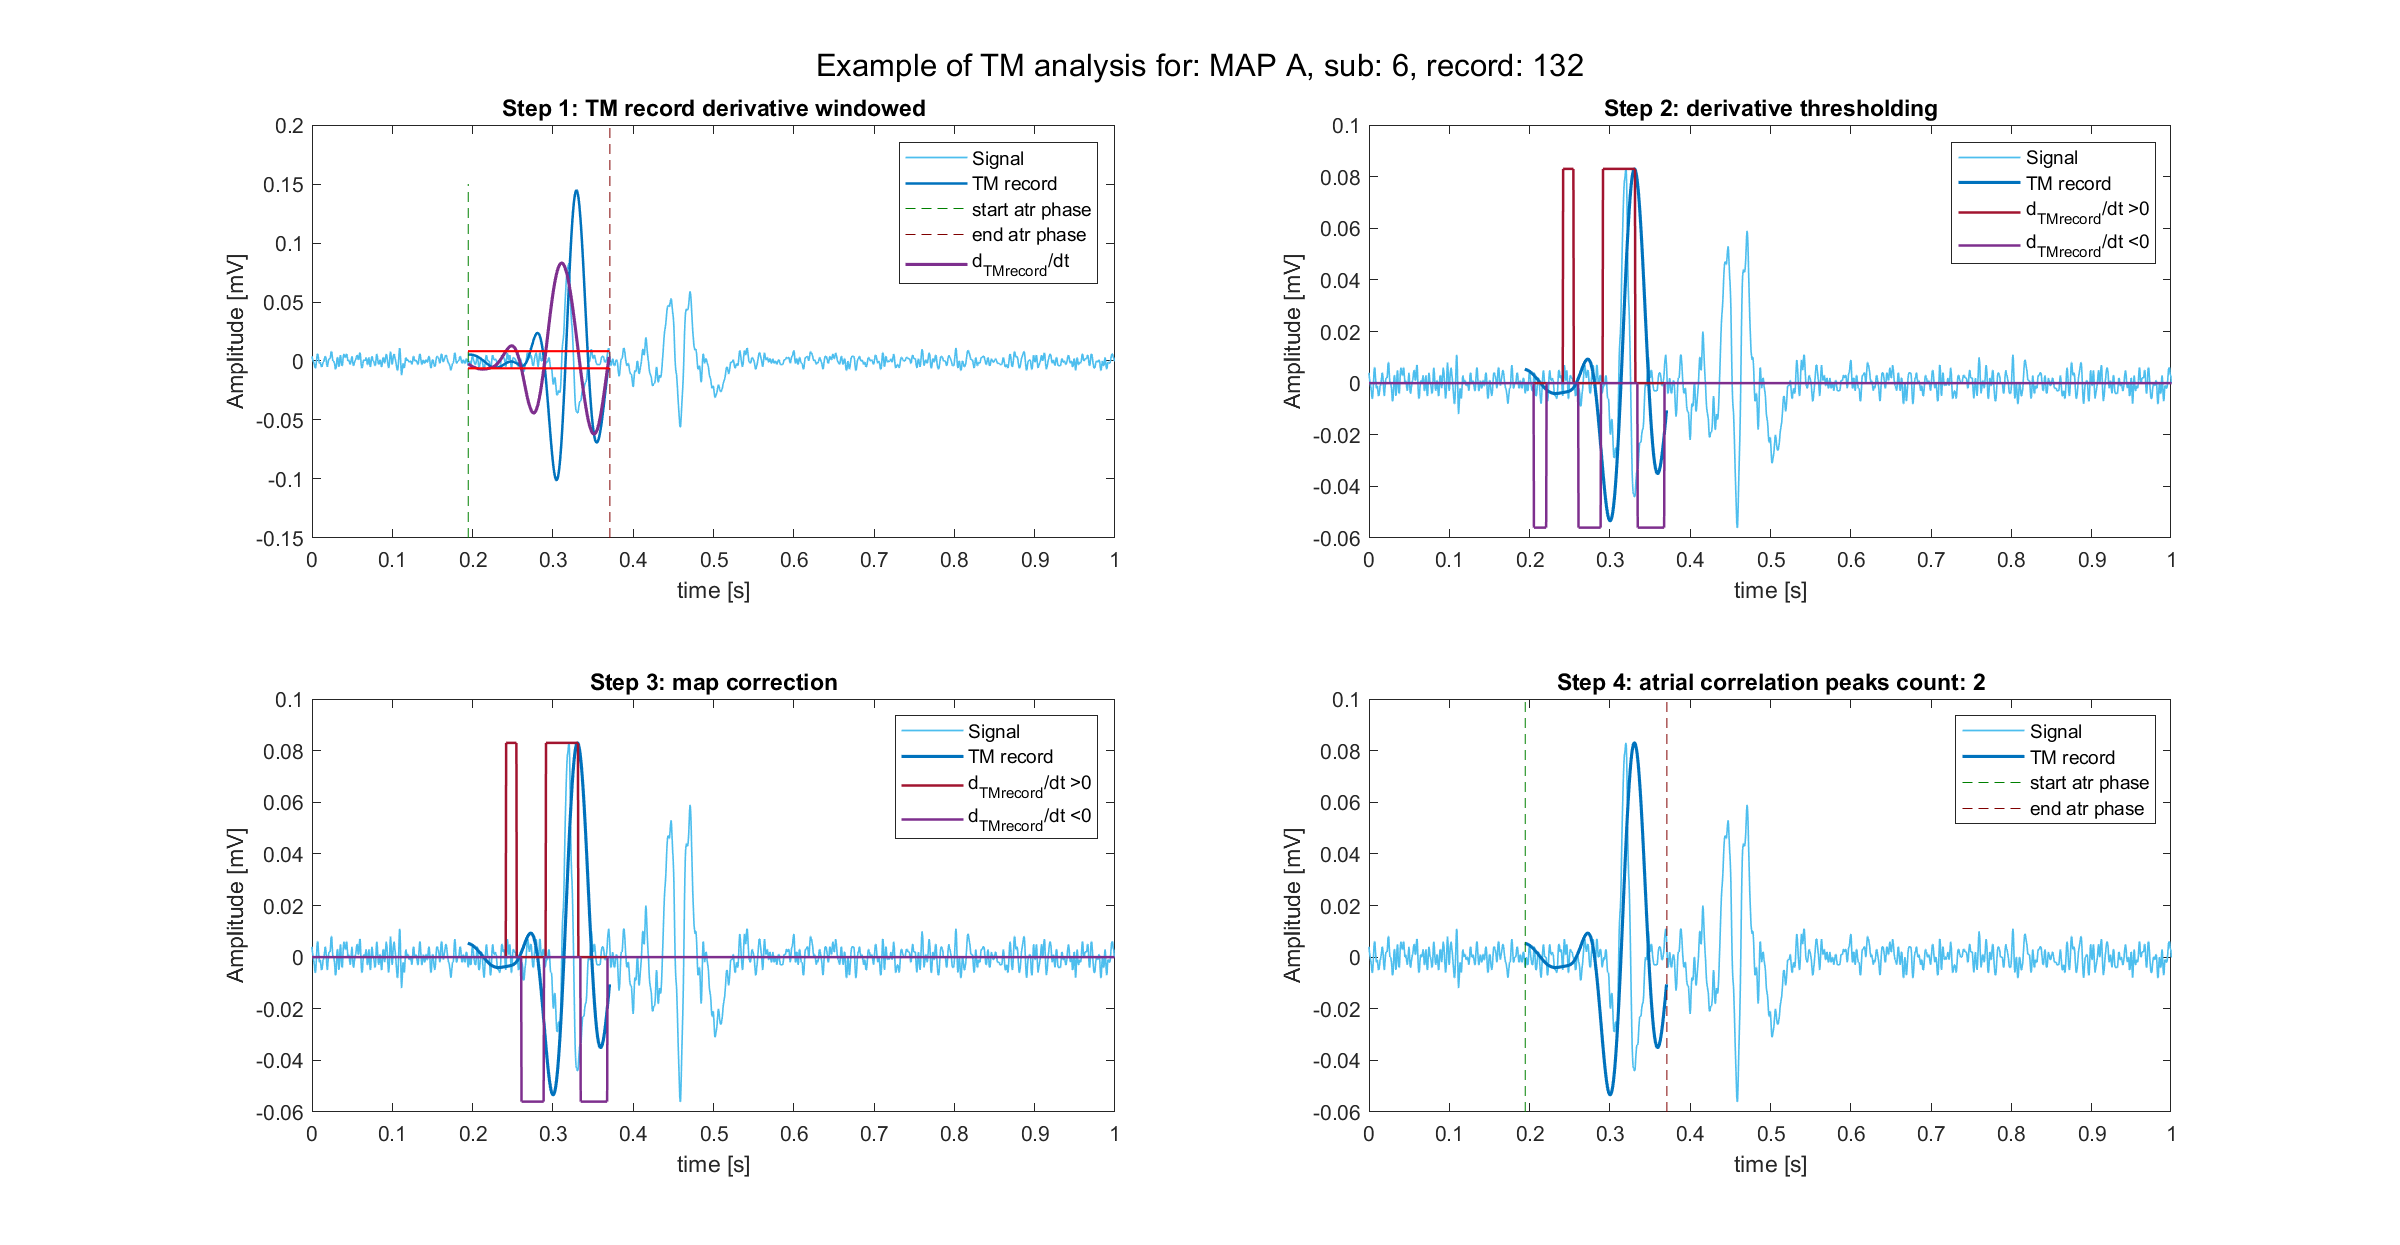 Example of TM analysis for: MAP A, sub: 6, record: 132
Step 1: TM record derivative windowed
0.2
0.15
0.1
0.05
0
-0.05
-0.1
-0.15
Amplitude [mV]
0 0.1 0.2 0.3 0.4 0.5 0.6 0.7 0.8 0.9 1
time [s]
Signal
TM record
start atr phase
end atr phase
dTMrecord/dt
Step 2: derivative thresholding
0.1
0.08
0.06
0.04
0.02
0
-0.02
-0.04
-0.06
Amplitude [mV]
0 0.1 0.2 0.3 0.4 0.5 0.6 0.7 0.8 0.9 1
time [s]
Signal
TM record
dTMrecord/dt >0
dTMrecord/dt <0
Step 3: map correction
0.1
0.08
0.06
0.04
0.02
0
-0.02
-0.04
-0.06
Amplitude [mV]
0 0.1 0.2 0.3 0.4 0.5 0.6 0.7 0.8 0.9 1
time [s]
Signal
TM record
dTMrecord/dt >0
dTMrecord/dt <0
Step 4: atrial correlation peaks count: 2
0.1
0.08
0.06
0.04
0.02
0
-0.02
-0.04
-0.06
Amplitude [mV]
0 0.1 0.2 0.3 0.4 0.5 0.6 0.7 0.8 0.9 1
time [s]
Signal
TM record
start atr phase
end atr phase